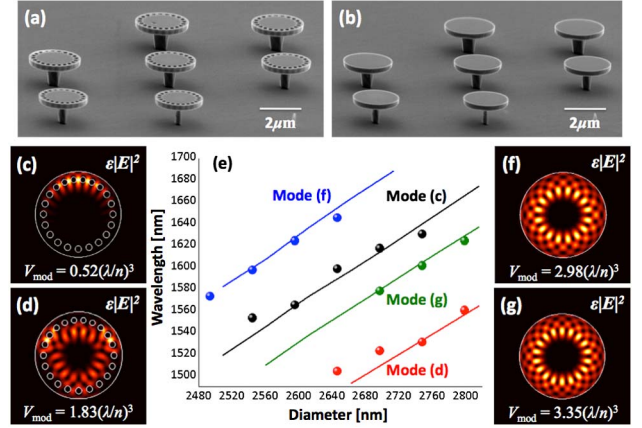 (a)
2μm
(b)
2μm
(c)
ε|E|²
V_mod = 0.52(λ/n)³
(d)
ε|E|²
V_mod = 1.83(λ/n)³
(e)
Wavelength [nm]
1700
1680
1660
1640
1620
1600
1580
1560
1540
1520
1500
Mode (f)
Mode (c)
Mode (g)
Mode (d)
2480 2520 2560 2600 2640 2680 2720 2760 2800
Diameter [nm]
(f)
ε|E|²
V_mod = 2.98(λ/n)³
(g)
ε|E|²
V_mod = 3.35(λ/n)³